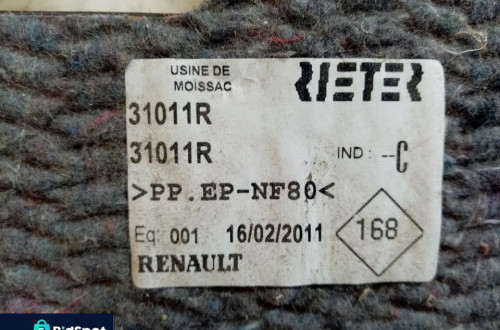 USINE DE
MOISSAC
RIETER
31011R
31011R
IND : --C
>PP.EP-NF80<
Eq: 001 16/02/2011
168
RENAULT